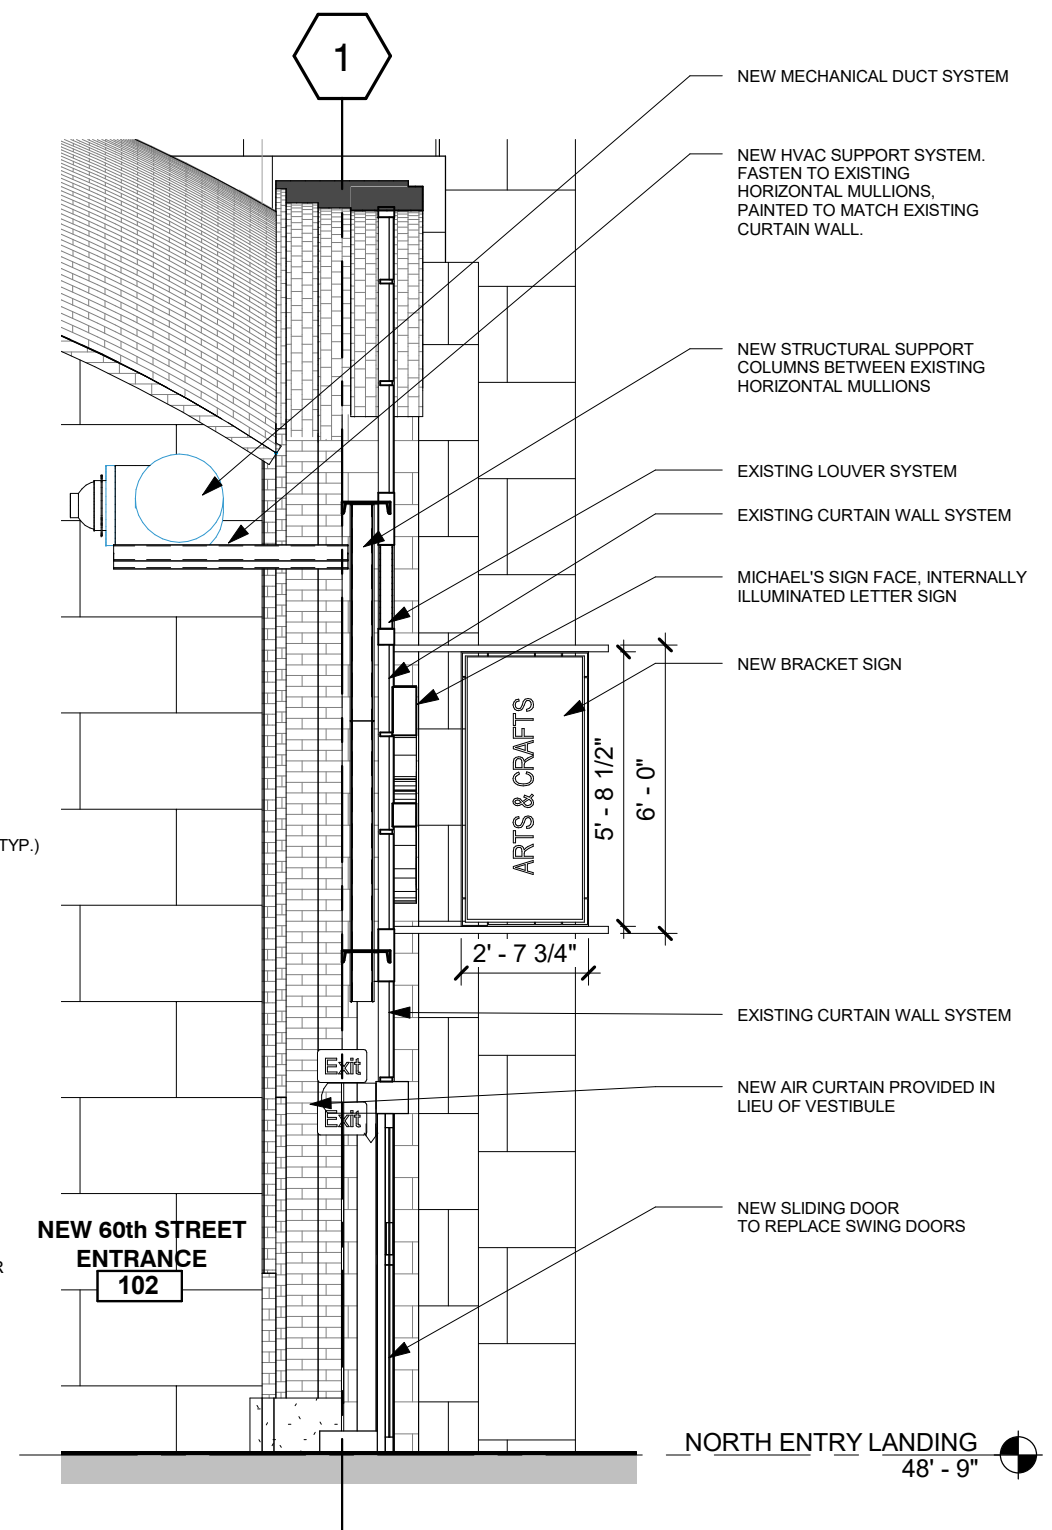 1
NEW MECHANICAL DUCT SYSTEM
NEW HVAC SUPPORT SYSTEM.
FASTEN TO EXISTING
HORIZONTAL MULLIONS,
PAINTED TO MATCH EXISTING
CURTAIN WALL.
NEW STRUCTURAL SUPPORT
COLUMNS BETWEEN EXISTING
HORIZONTAL MULLIONS
EXISTING LOUVER SYSTEM
EXISTING CURTAIN WALL SYSTEM
MICHAEL'S SIGN FACE, INTERNALLY
ILLUMINATED LETTER SIGN
NEW BRACKET SIGN
ARTS & CRAFTS
5' - 8 1/2"
6' - 0"
TYP.)
2' - 7 3/4"
EXISTING CURTAIN WALL SYSTEM
Exit
Exit
NEW AIR CURTAIN PROVIDED IN
LIEU OF VESTIBULE
NEW SLIDING DOOR
TO REPLACE SWING DOORS
NEW 60th STREET
ENTRANCE
102
R
NORTH ENTRY LANDING
48' - 9"